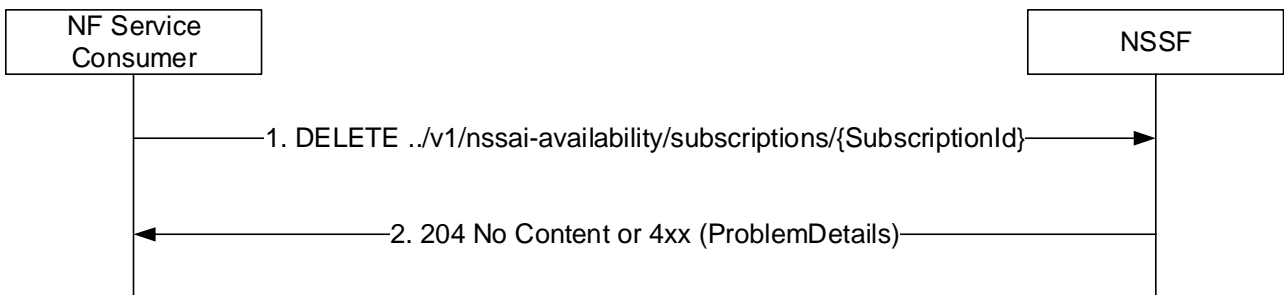 NF Service
Consumer
NSSF
1. DELETE ../v1/nssai-availability/subscriptions/{SubscriptionId}
2. 204 No Content or 4xx (ProblemDetails)